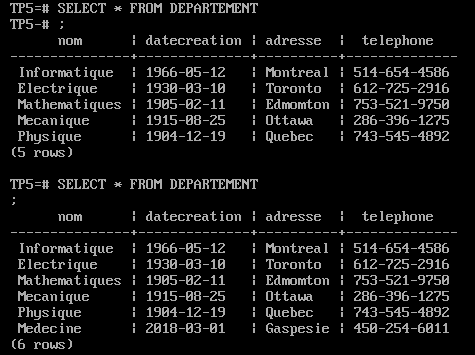 TP5=# SELECT * FROM DEPARTEMENT
TP5-# ;
nom | datecreation | adresse | telephone
---------------+--------------+----------+--------------
Informatique | 1966-05-12 | Montreal | 514-654-4586
Electrique | 1930-03-10 | Toronto | 612-725-2916
Mathematiques | 1905-02-11 | Edmomton | 753-521-9750
Mecanique | 1915-08-25 | Ottawa | 286-396-1275
Physique | 1904-12-19 | Quebec | 743-545-4892
(5 rows)
TP5=# SELECT * FROM DEPARTEMENT
;
nom | datecreation | adresse | telephone
---------------+--------------+----------+--------------
Informatique | 1966-05-12 | Montreal | 514-654-4586
Electrique | 1930-03-10 | Toronto | 612-725-2916
Mathematiques | 1905-02-11 | Edmomton | 753-521-9750
Mecanique | 1915-08-25 | Ottawa | 286-396-1275
Physique | 1904-12-19 | Quebec | 743-545-4892
Medecine | 2018-03-01 | Gaspesie | 450-254-6011
(6 rows)